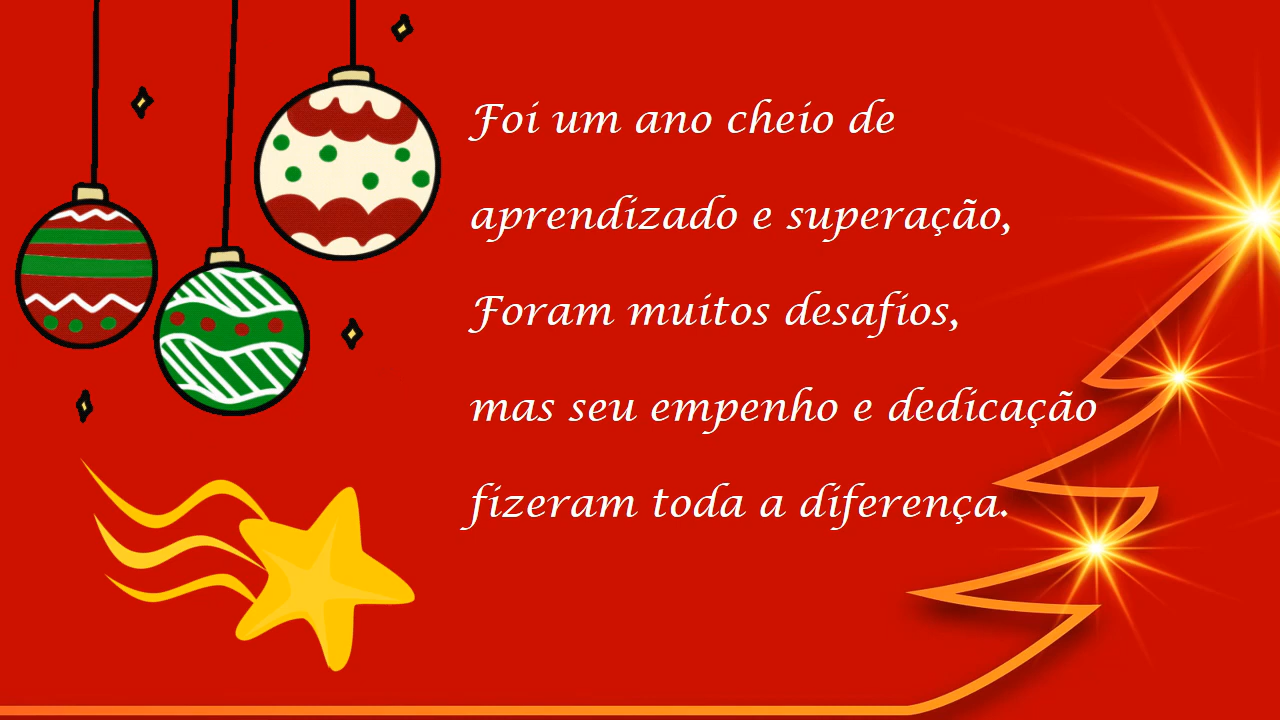 Foi um ano cheio de
aprendizado e superação,
Foram muitos desafios,
mas seu empenho e dedicação
fizeram toda a diferença.